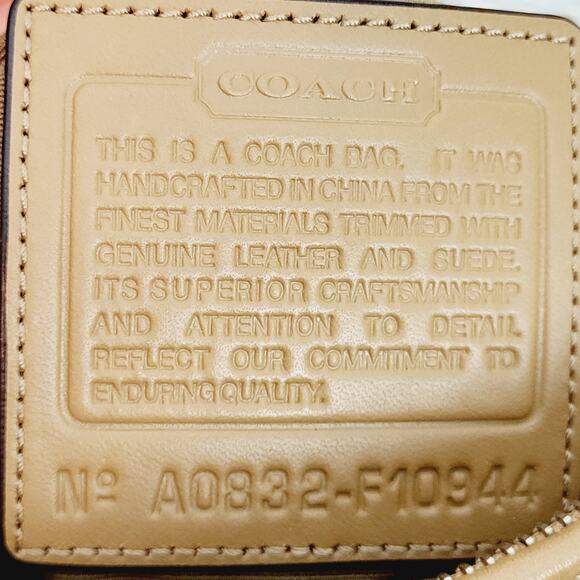 COACH
THIS IS A COACH BAG. IT WAS
HANDCRAFTED IN CHINA FROM THE
FINEST MATERIALS TRIMMED WITH
GENUINE LEATHER AND SUEDE.
ITS SUPERIOR CRAFTSMANSHIP
AND ATTENTION TO DETAIL
REFLECT OUR COMMITMENT TO
ENDURING QUALITY.
Nº A0832-F10944